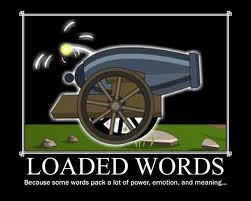 LOADED WORDS
Because some words pack a lot of power, emotion, and meaning...